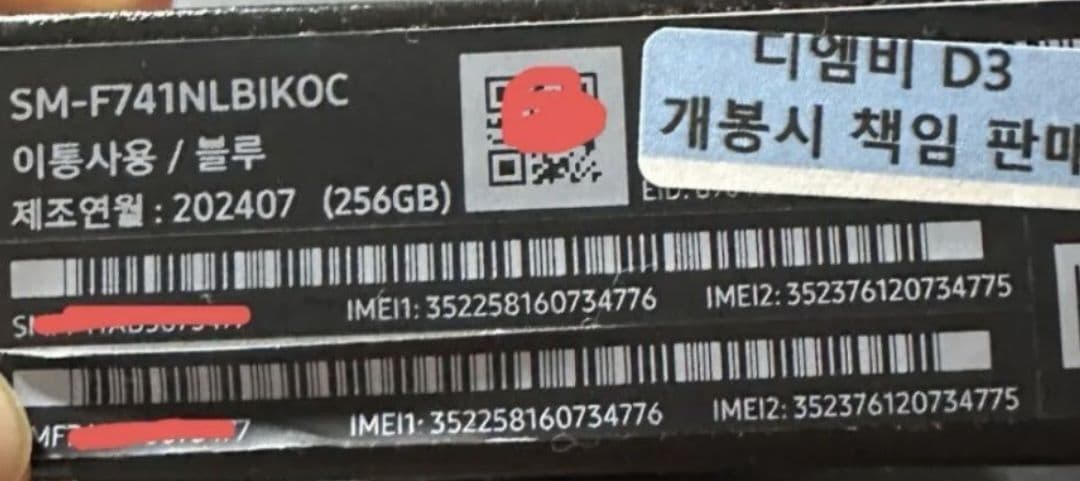 SM-F741NLBIKOC
이통사용 / 블루
제조연월 : 202407 (256GB)
디엠비 D3
개봉시 책임 판매
EID:
IMEI1: 352258160734776 IMEI2: 352376120734775
IMEI1: 352258160734776 IMEI2: 352376120734775